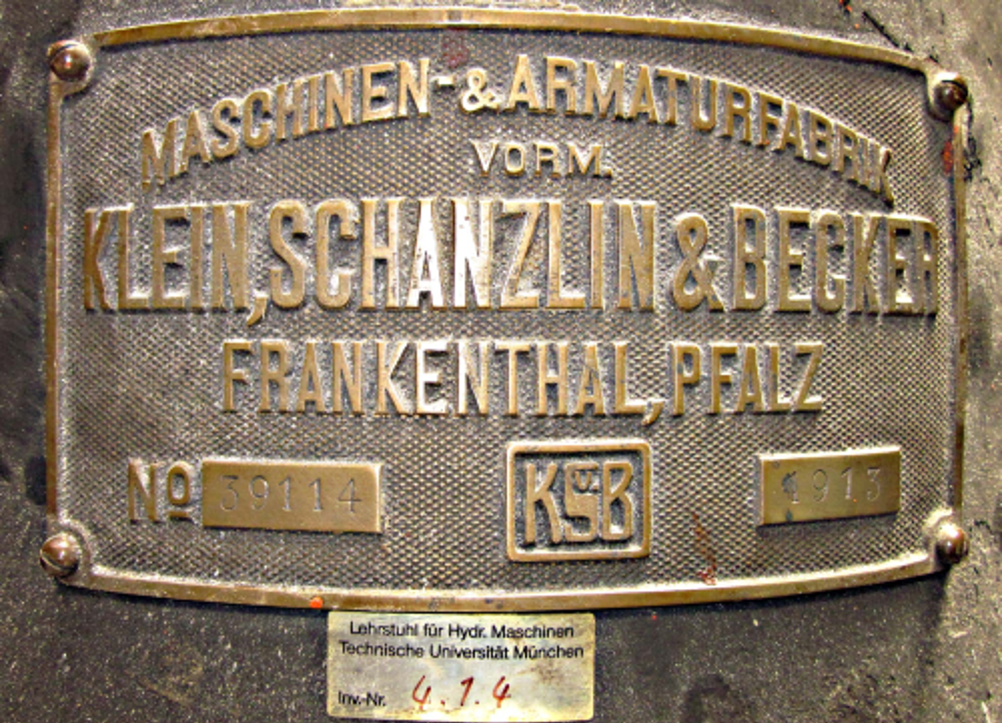 MASCHINEN-&ARMATURFABRIK
VORM.
KLEIN, SCHANZLIN & BECKER
FRANKENTHAL, PFALZ
No 39114
KSB
1913
Lehrstuhl für Hydr. Maschinen
Technische Universität München
Inv.-Nr. 4.1.4